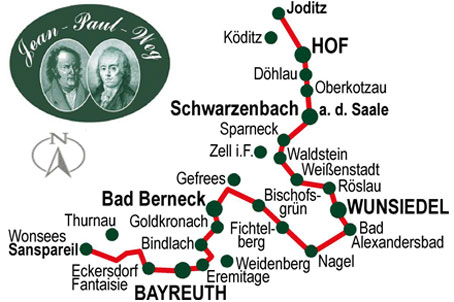 Jean-Paul-Weg
N
Joditz
Köditz
HOF
Döhlau
Oberkotzau
Schwarzenbach a. d. Saale
Sparneck
Zell i.F.
Waldstein
Weißenstadt
Gefrees
Röslau
Bad Berneck
Bischofs-
grün
WUNSIEDEL
Thurnau
Goldkronach
Fichtel-
berg
Bad
Alexandersbad
Wonsees
Sanspareil
Bindlach
Nagel
Weidenberg
Eckersdorf
Fantaisie
Eremitage
BAYREUTH